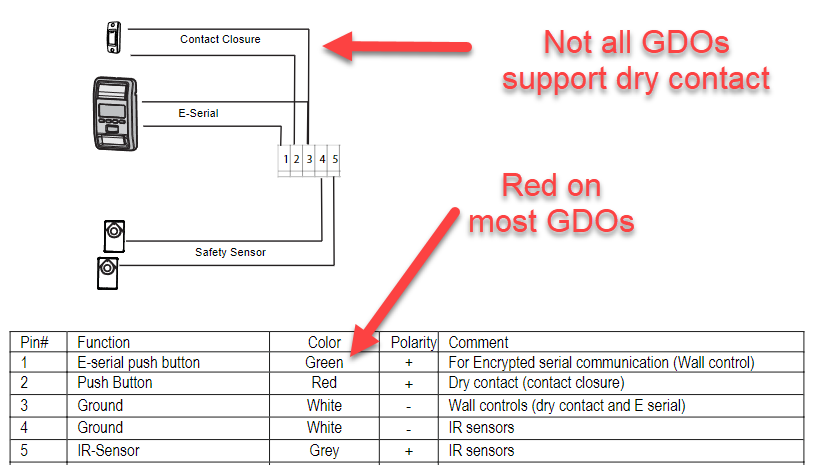 Contact Closure
Not all GDOs
support dry contact
E-Serial
1 2 3 4 5
Red on
most GDOs
Safety Sensor
Pin# Function Color Polarity Comment
1 E-serial push button Green + For Encrypted serial communication (Wall control)
2 Push Button Red + Dry contact (contact closure)
3 Ground White - Wall controls (dry contact and E serial)
4 Ground White - IR sensors
5 IR-Sensor Grey + IR sensors